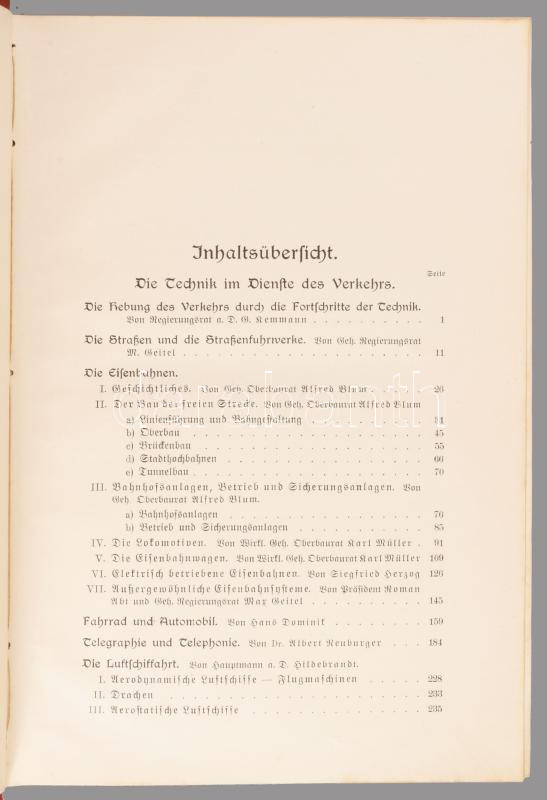 Inhaltsübersicht.
Seite
Die Technik im Dienste des Verkehrs.
Die Hebung des Verkehrs durch die Fortschritte der Technik.
Von Regierungsrat a. D. G. Kemmann . . . . . . . . . . 1
Die Straßen und die Straßenfuhrwerke. Von Geh. Regierungsrat
M. Geitel . . . . . . . . . . . . . . . . . . . . 11
Die Eisenbahnen.
I. Geschichtliches. Von Geh. Oberbaurat Alfred Blum . . . . . 26
II. Der Bau der freien Strecke. Von Geh. Oberbaurat Alfred Blum
a) Linienführung und Bahngestaltung . . . . . . . . . . 31
b) Oberbau . . . . . . . . . . . . . . . . . . . 45
c) Brückenbau . . . . . . . . . . . . . . . . . . 55
d) Stadthochbahnen . . . . . . . . . . . . . . . . 66
e) Tunnelbau . . . . . . . . . . . . . . . . . . . 70
III. Bahnhofsanlagen, Betrieb und Sicherungsanlagen. Von
Geh. Oberbaurat Alfred Blum.
a) Bahnhofsanlagen . . . . . . . . . . . . . . . . 76
b) Betrieb und Sicherungsanlagen . . . . . . . . . . . 85
IV. Die Lokomotiven. Von Wirkl. Geh. Oberbaurat Karl Müller . 91
V. Die Eisenbahnwagen. Von Wirkl. Geh. Oberbaurat Karl Müller 109
VI. Elektrisch betriebene Eisenbahnen. Von Siegfried Herzog 126
VII. Außergewöhnliche Eisenbahnsysteme. Von Präsident Roman
Abt und Geh. Regierungsrat Max Geitel . . . . . . . . . 145
Fahrrad und Automobil. Von Hans Dominik . . . . . . . . 159
Telegraphie und Telephonie. Von Dr. Albert Neuburger . . . 184
Die Luftschiffahrt. Von Hauptmann a. D. Hildebrandt.
I. Aerodynamische Luftschiffe — Flugmaschinen . . . . . 228
II. Drachen . . . . . . . . . . . . . . . . . . . . 233
III. Aerostatische Luftschiffe . . . . . . . . . . . . . . 235